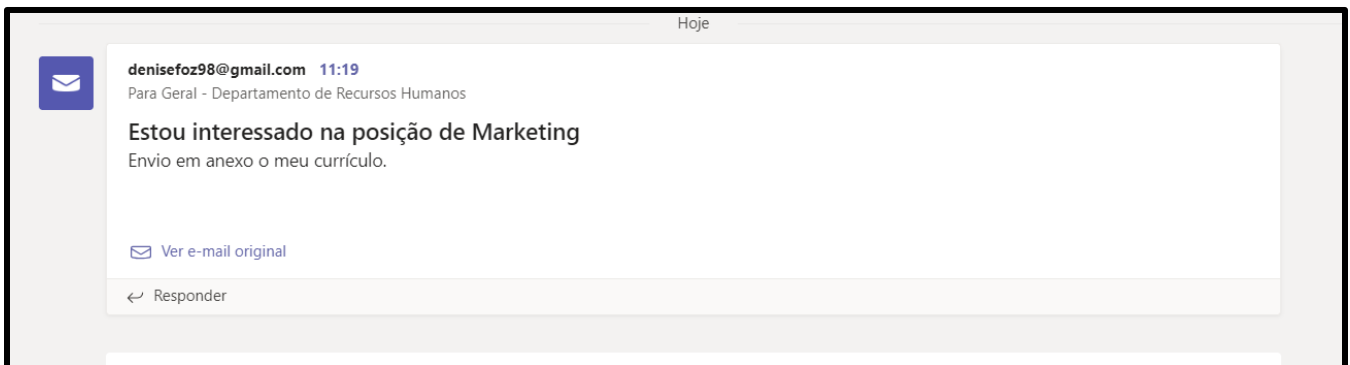 Hoje
denisefoz98@gmail.com 11:19
Para Geral - Departamento de Recursos Humanos
Estou interessado na posição de Marketing
Envio em anexo o meu currículo.
Ver e-mail original
Responder